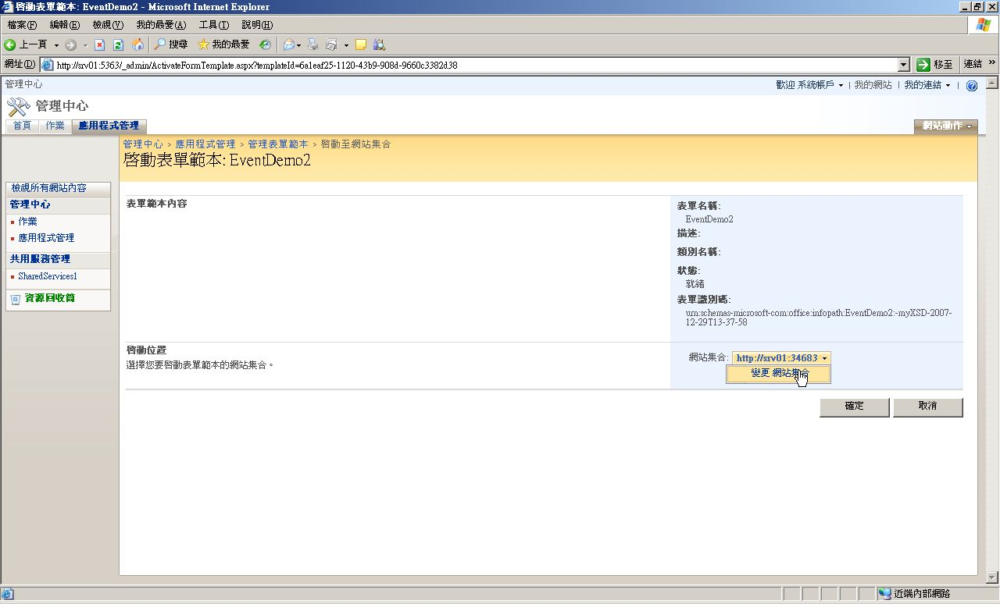 啓動表單範本: EventDemo2 - Microsoft Internet Explorer
檔案(F) 編輯(E) 檢視(V) 我的最愛(A) 工具(T) 說明(H)
上一頁 搜尋 我的最愛
網址(D) http://srv01:5363/_admin/ActivateFormTemplate.aspx?templateId=6a1eaf25-1120-43b9-908d-9660c3382d38 移至 連結 »
管理中心 歡迎 系統帳戶 | 我的網站 | 我的連結 |
管理中心
首頁 作業 應用程式管理 網站動作
管理中心 > 應用程式管理 > 管理表單範本 > 啓動至網站集合
啓動表單範本: EventDemo2
檢視所有網站內容
管理中心
作業
應用程式管理
共用服務管理
SharedServices1
資源回收筒
表單範本內容
表單名稱:
EventDemo2
描述:
類別名稱:
狀態:
就緒
表單識別碼:
urn:schemas-microsoft-com:office:infopath:EventDemo2:-myXSD-2007-
12-29T13-37-58
啓動位置
選擇您要啓動表單範本的網站集合。
網站集合: http://srv01:34683
變更 網站集合
確定 取消
近端內部網路